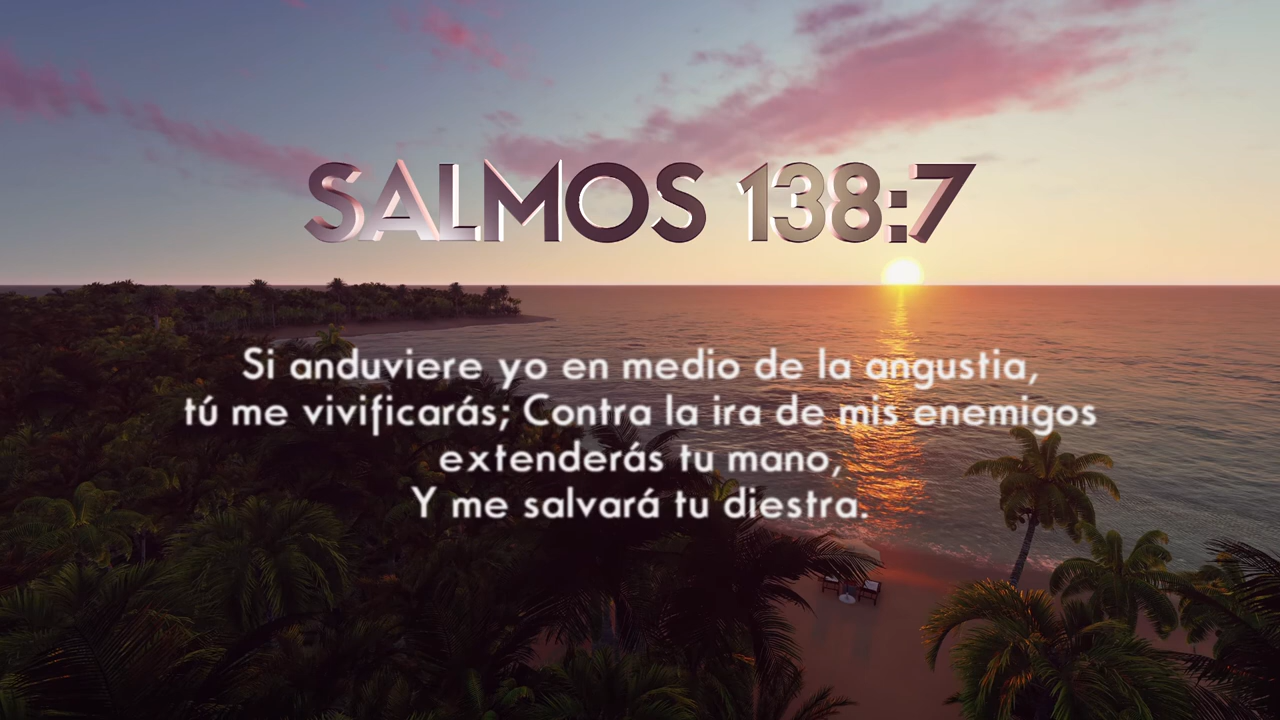 SALMOS 138:7
Si anduviere yo en medio de la angustia,
tú me vivificarás; Contra la ira de mis enemigos
extenderás tu mano,
Y me salvará tu diestra.